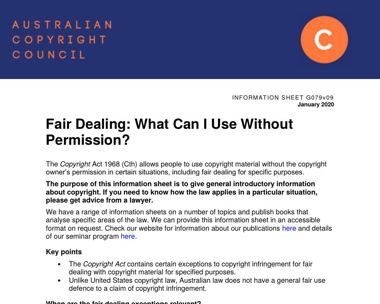 AUSTRALIAN
COPYRIGHT
COUNCIL
C
INFORMATION SHEET G079v09
January 2020
Fair Dealing: What Can I Use Without
Permission?
The Copyright Act 1968 (Cth) allows people to use copyright material without the copyright
owner's permission in certain situations, including fair dealing for specific purposes.
The purpose of this information sheet is to give general introductory information
about copyright. If you need to know how the law applies in a particular situation,
please get advice from a lawyer.
We have a range of information sheets on a number of topics and publish books that
analyse specific areas of the law. We can provide this information sheet in an accessible
format on request. Check our website for information about our publications here and details
of our seminar program here.
Key points
• The Copyright Act contains certain exceptions to copyright infringement for fair
dealing with copyright material for specified purposes.
• Unlike United States copyright law, Australian law does not have a general fair use
defence to a claim of copyright infringement.
When are the fair dealing exceptions relevant?